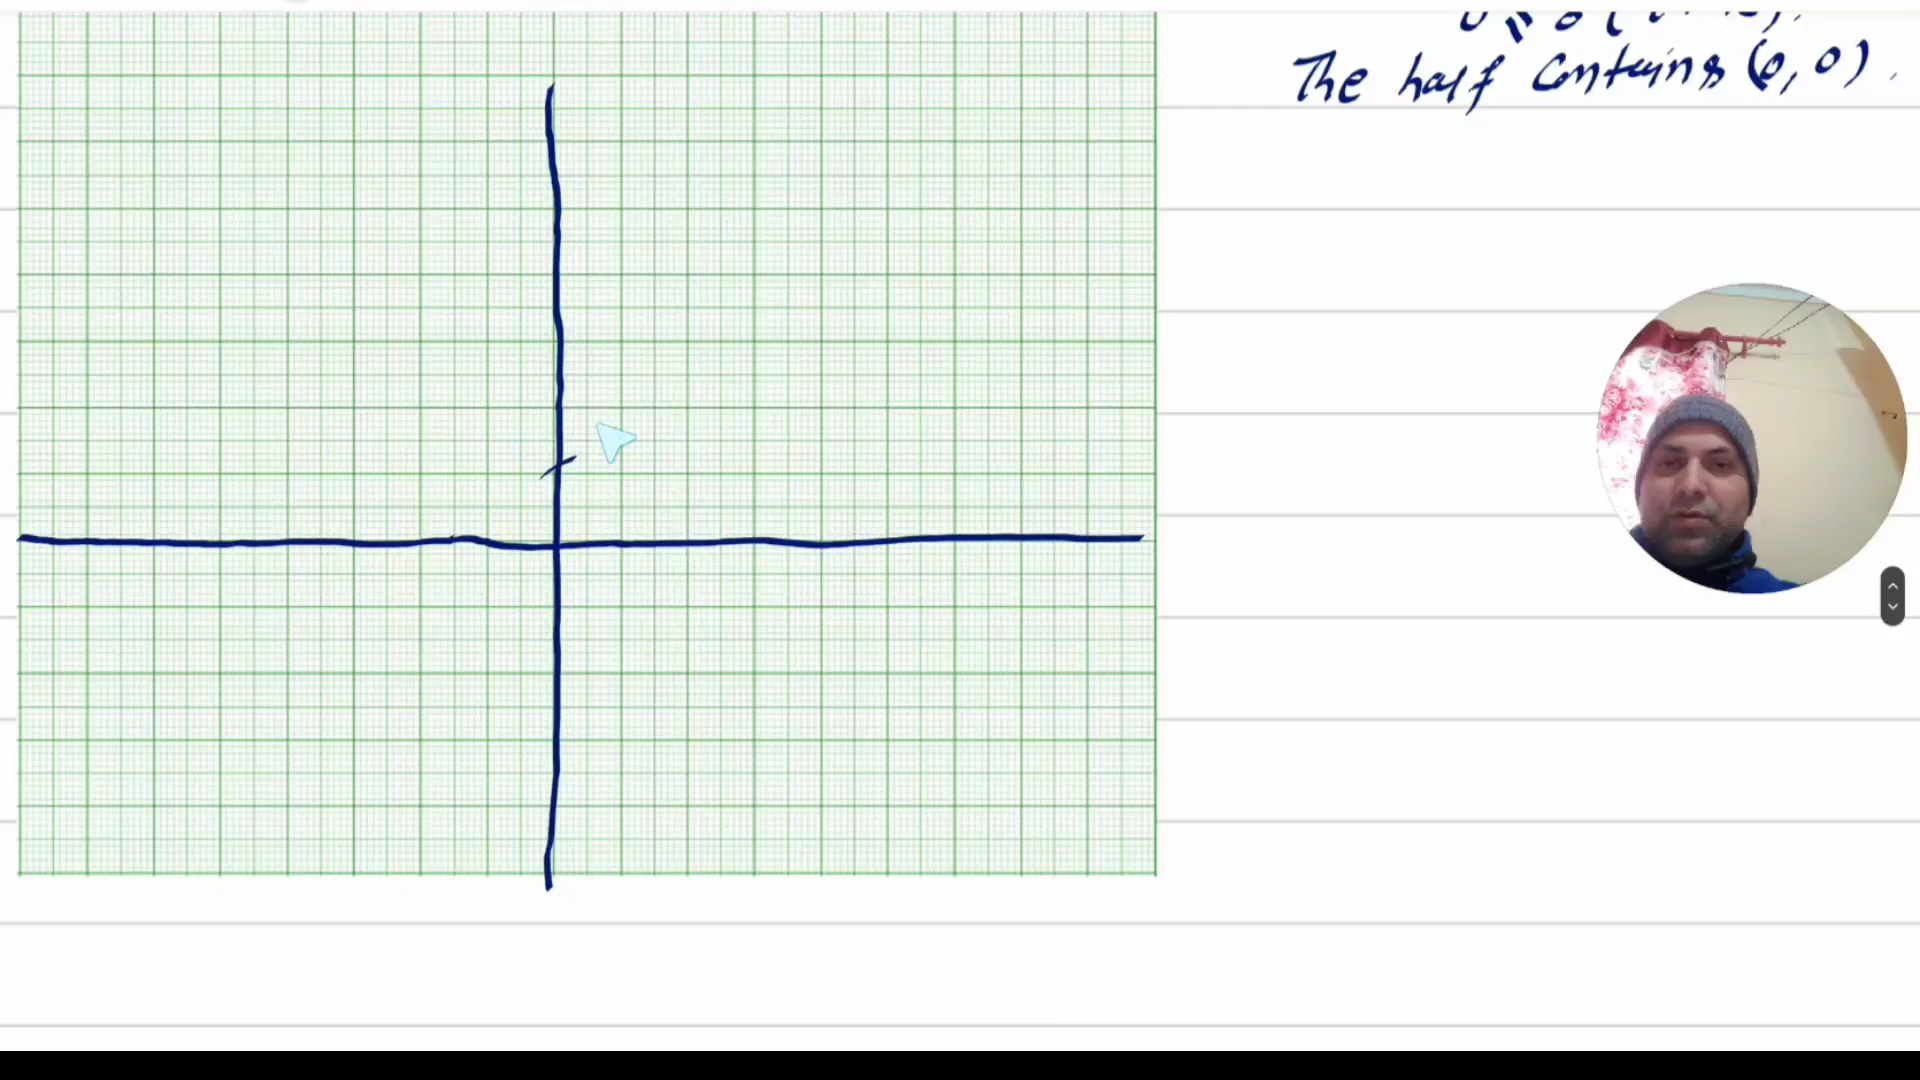 The half contains (0, 0).